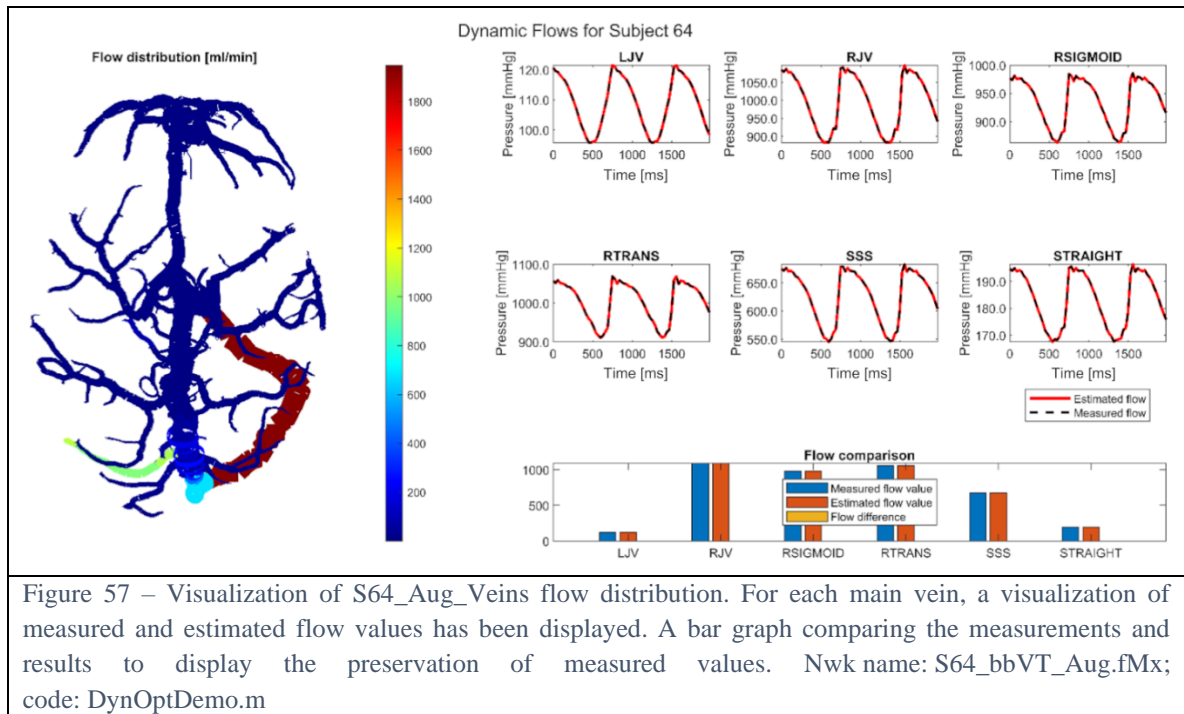 Dynamic Flows for Subject 64
Flow distribution [ml/min]
1800
1600
1400
1200
1000
800
600
400
200
LJV
Pressure [mmHg]
120.0
110.0
100.0
0 500 1000 1500
Time [ms]
RJV
Pressure [mmHg]
1050.0
1000.0
950.0
900.0
0 500 1000 1500
Time [ms]
RSIGMOID
Pressure [mmHg]
1000.0
950.0
900.0
0 500 1000 1500
Time [ms]
RTRANS
Pressure [mmHg]
1100.0
1000.0
900.0
0 500 1000 1500
Time [ms]
SSS
Pressure [mmHg]
650.0
600.0
550.0
0 500 1000 1500
Time [ms]
STRAIGHT
Pressure [mmHg]
190.0
180.0
170.0
0 500 1000 1500
Time [ms]
Estimated flow
Measured flow
Flow comparison
1000
500
0
Measured flow value
Estimated flow value
Flow difference
LJV RJV RSIGMOID RTRANS SSS STRAIGHT
Figure 57 – Visualization of S64_Aug_Veins flow distribution. For each main vein, a visualization of
measured and estimated flow values has been displayed. A bar graph comparing the measurements and
results to display the preservation of measured values. Nwk name: S64_bbVT_Aug.fMx;
code: DynOptDemo.m